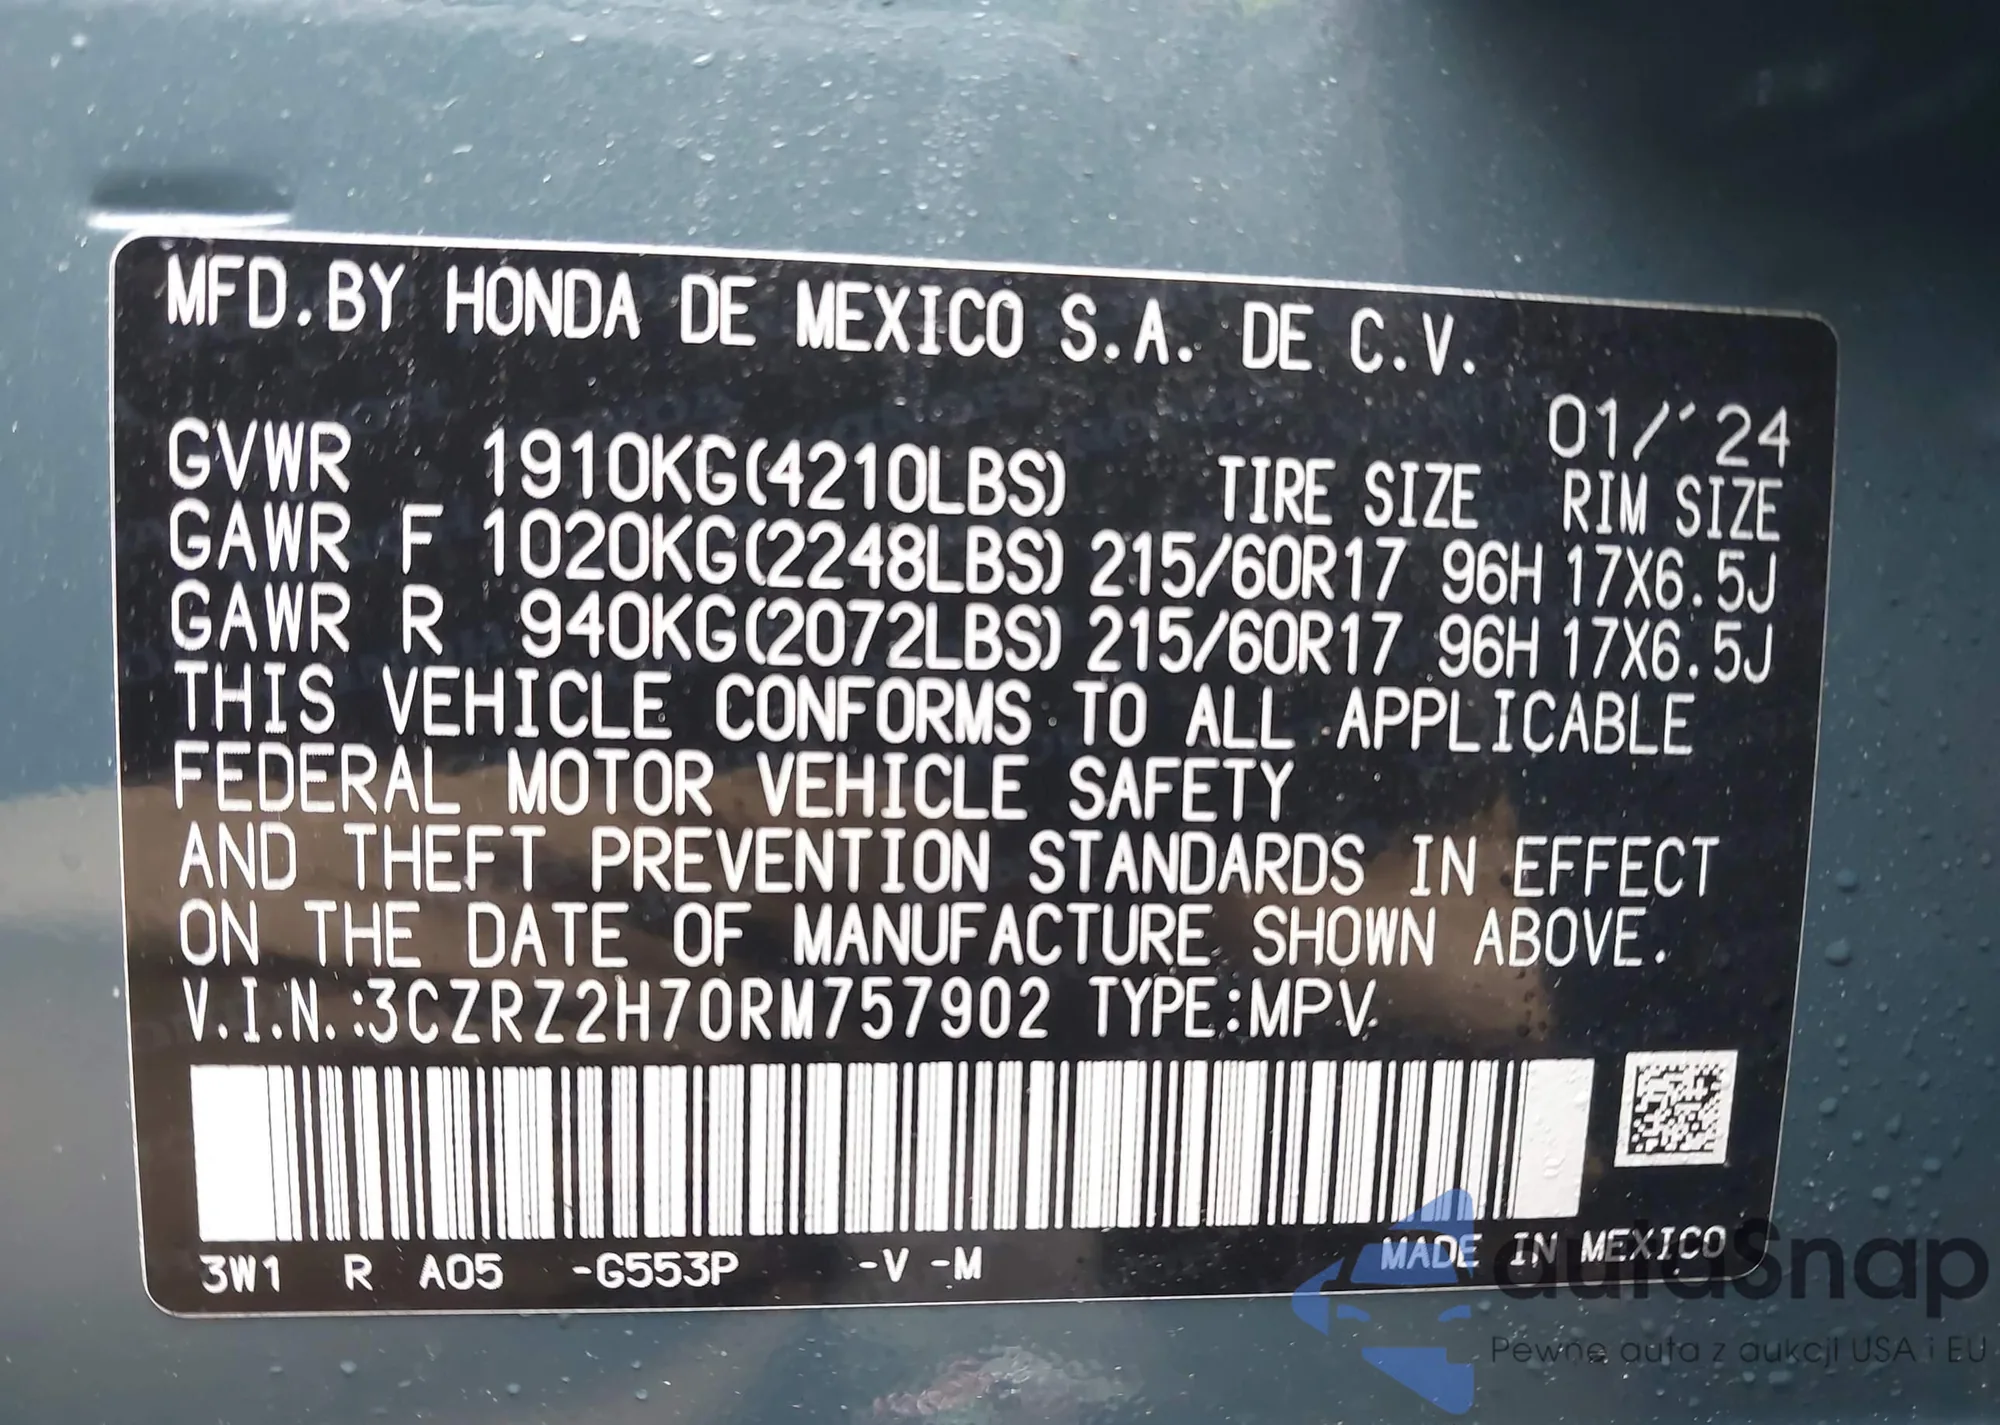 MFD.BY HONDA DE MEXICO S.A. DE C.V.
01/'24
GVWR 1910KG(4210LBS) TIRE SIZE RIM SIZE
GAWR F 1020KG(2248LBS) 215/60R17 96H 17X6.5J
GAWR R 940KG(2072LBS) 215/60R17 96H 17X6.5J
THIS VEHICLE CONFORMS TO ALL APPLICABLE
FEDERAL MOTOR VEHICLE SAFETY
AND THEFT PREVENTION STANDARDS IN EFFECT
ON THE DATE OF MANUFACTURE SHOWN ABOVE.
V.I.N.:3CZRZ2H70RM757902 TYPE:MPV
3W1 R A05 -G553P -V -M MADE IN MEXICO
autaSnap
Pewne auta z aukcji USA i EU